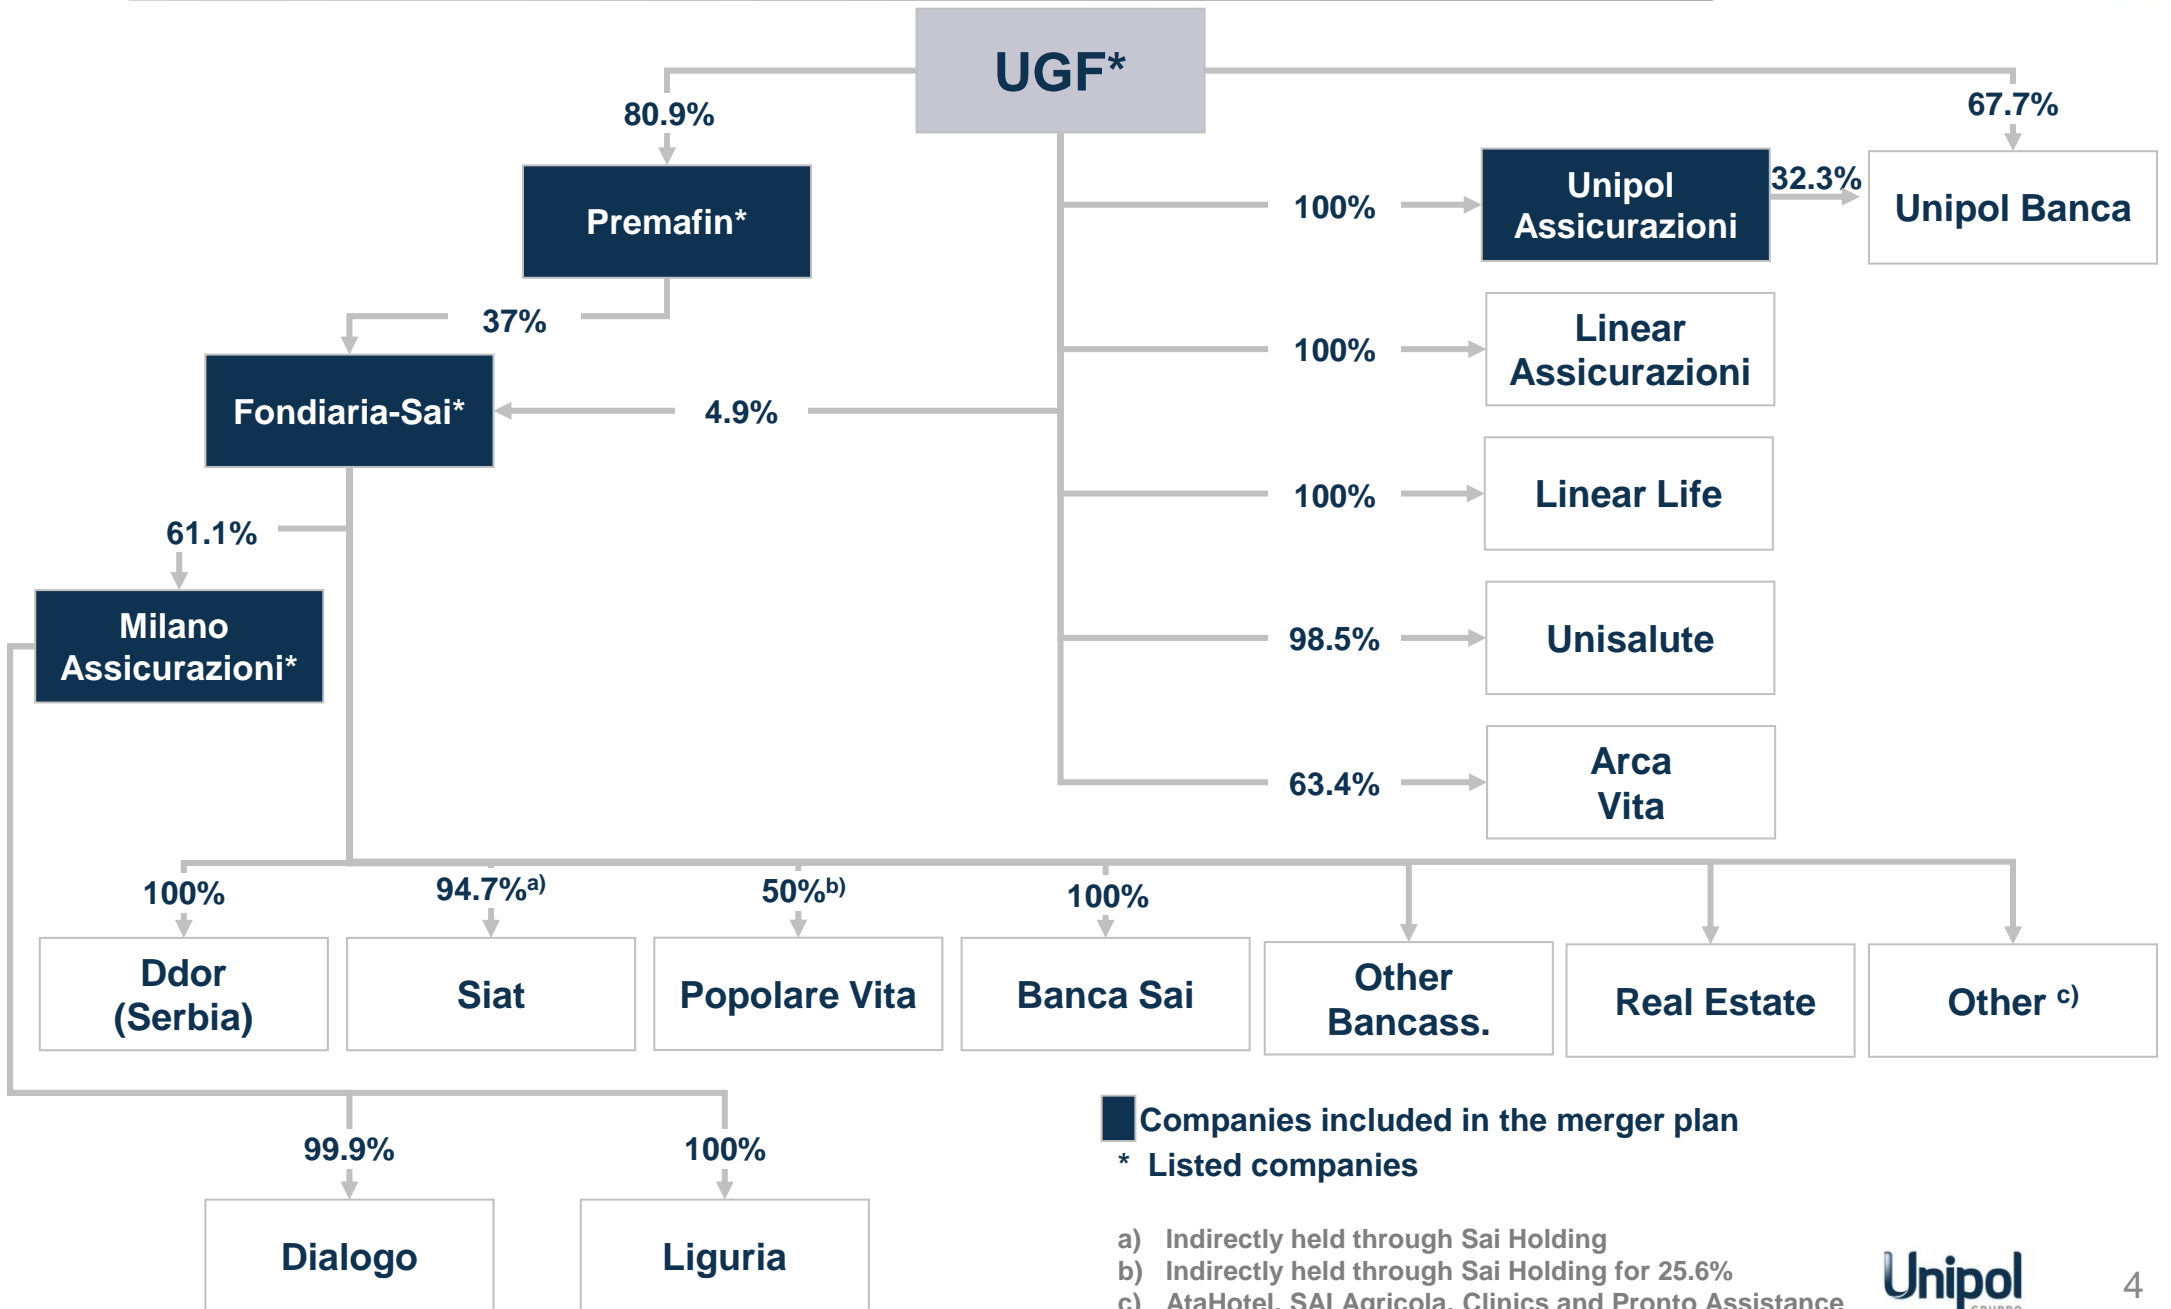 UGF*
80.9%
67.7%
Premafin*
100%
Unipol
Assicurazioni
32.3%
Unipol Banca
37%
100%
Linear
Assicurazioni
Fondiaria-Sai*
4.9%
100%
Linear Life
61.1%
Milano
Assicurazioni*
98.5%
Unisalute
63.4%
Arca
Vita
100%
94.7%a)
50%b)
100%
Ddor
(Serbia)
Siat
Popolare Vita
Banca Sai
Other
Bancass.
Real Estate
Other c)
Companies included in the merger plan
* Listed companies
99.9%
100%
Dialogo
Liguria
a) Indirectly held through Sai Holding
b) Indirectly held through Sai Holding for 25.6%
c) AtaHotel, SAI Agricola, Clinics and Pronto Assistance
Unipol
GRUPPO
4